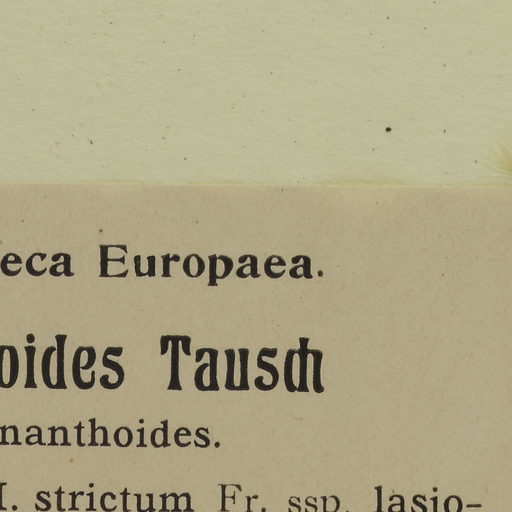 eca Europaea.
oides Tausch
nanthoides.
I. strictum Fr. ssp. lasio-